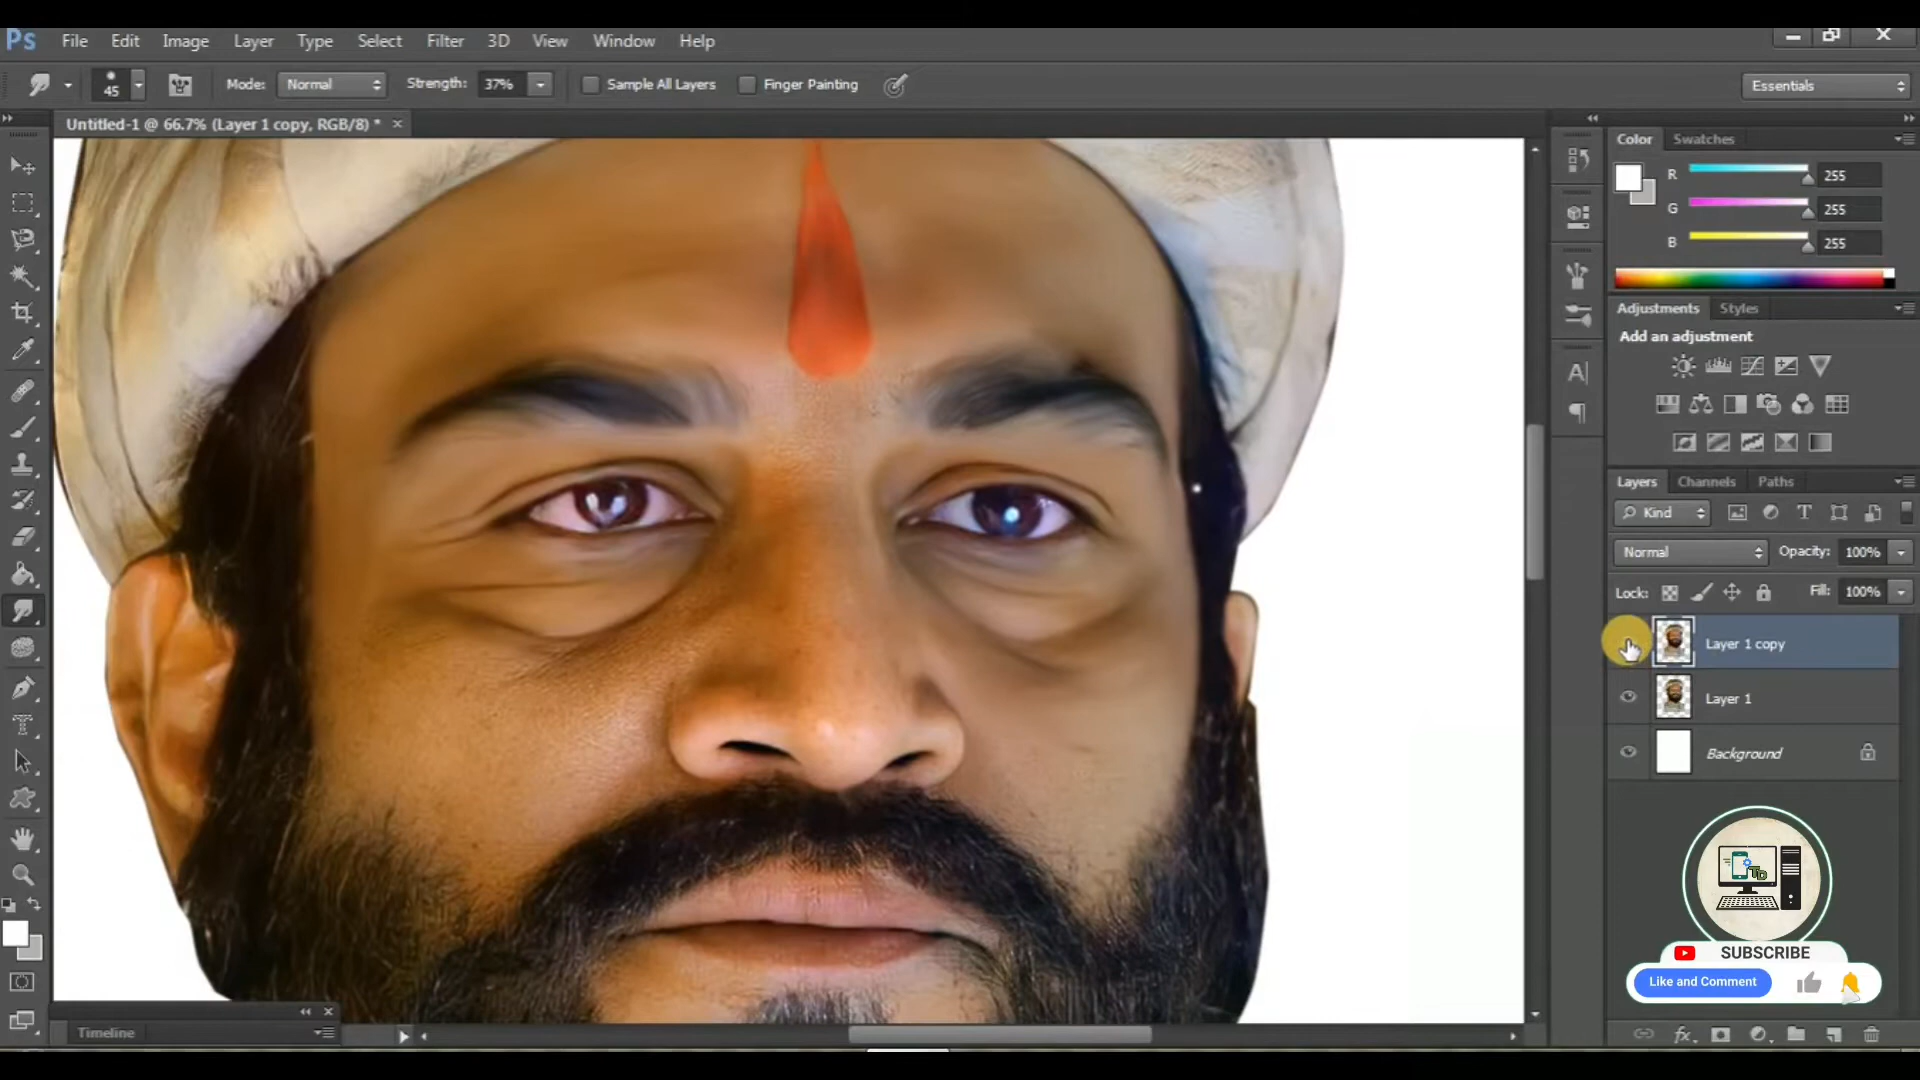 Ps File Edit Image Layer Type Select Filter 3D View Window Help
45 Mode: Normal Strength: 37% Sample All Layers Finger Painting Essentials
Untitled-1 @ 66.7% (Layer 1 copy, RGB/8) * ×
Color Swatches
R 255
G 255
B 255
Adjustments Styles
Add an adjustment
Layers Channels Paths
Kind
Normal Opacity: 100%
Lock: Fill: 100%
Layer 1 copy
Layer 1
Background
TD
SUBSCRIBE
Like and Comment
Timeline